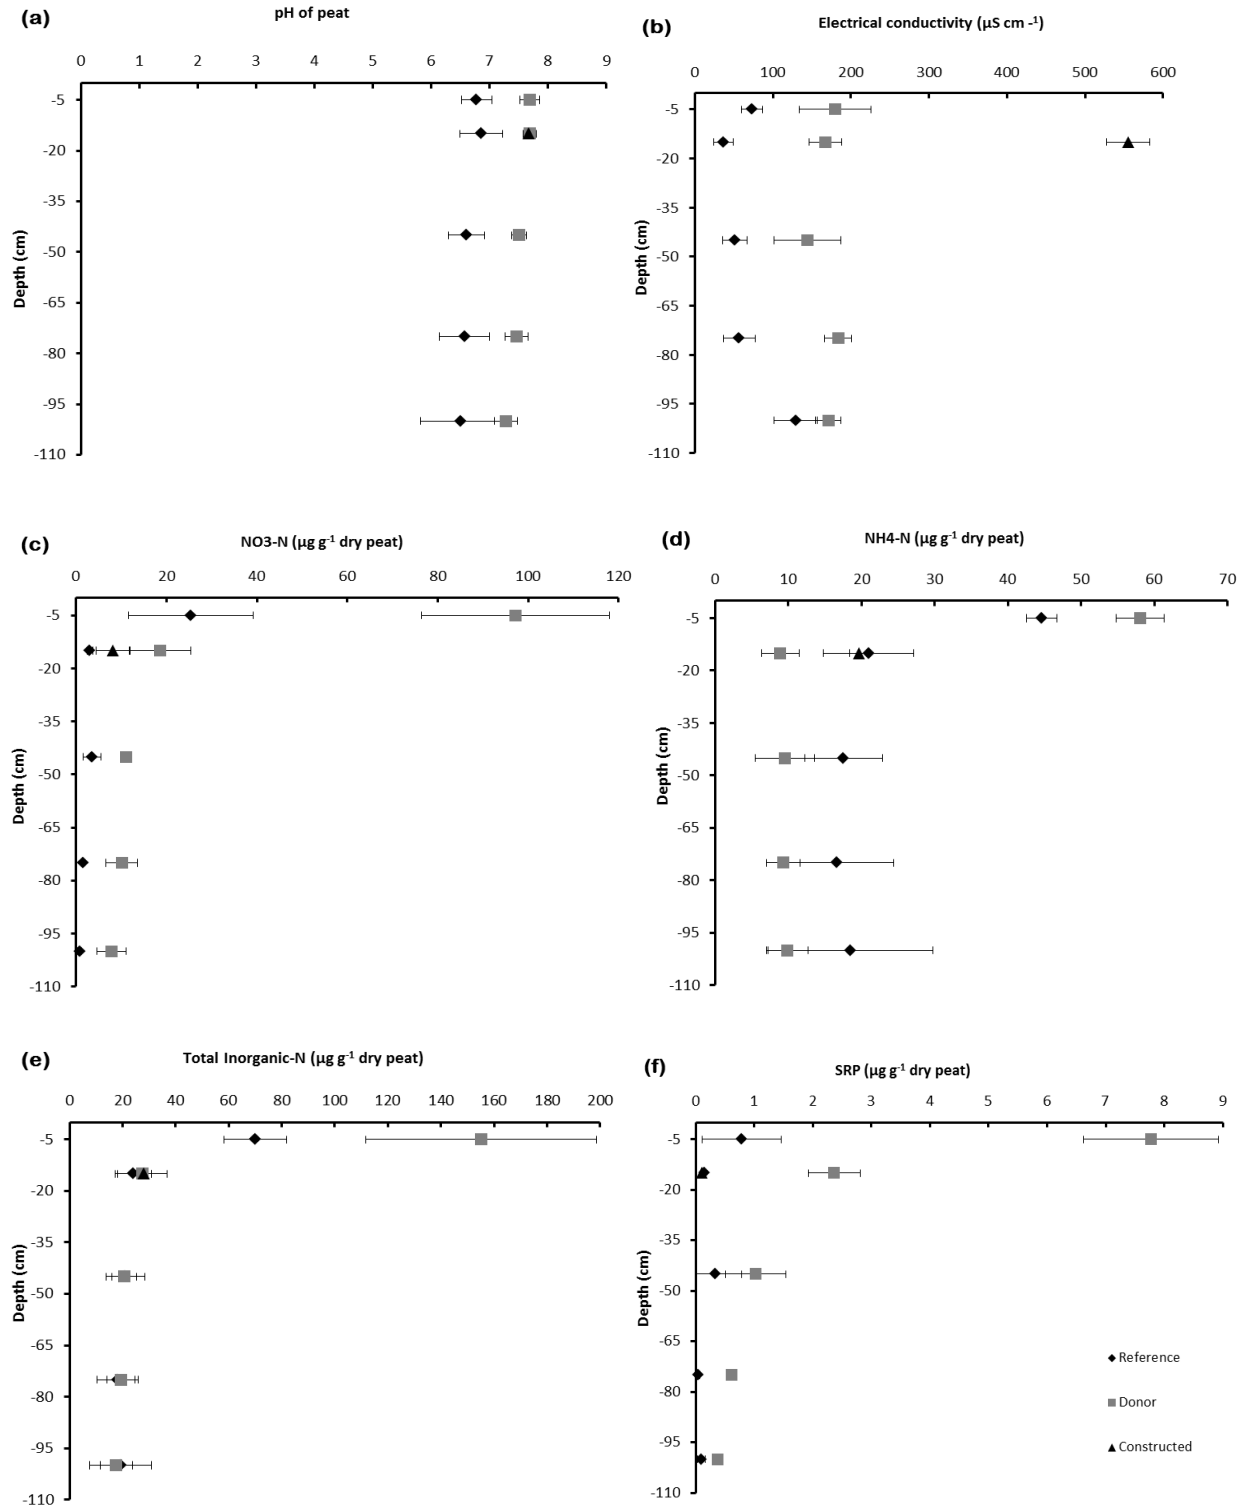 (a)
pH of peat
0 1 2 3 4 5 6 7 8 9
-5
-20
-35
-50
-65
-80
-95
-110
Depth (cm)
(b)
Electrical conductivity (µS cm -1)
0 100 200 300 400 500 600
-5
-20
-35
-50
-65
-80
-95
-110
Depth (cm)
(c)
NO3-N (µg g-1 dry peat)
0 20 40 60 80 100 120
-5
-20
-35
-50
-65
-80
-95
-110
Depth (cm)
(d)
NH4-N (µg g-1 dry peat)
0 10 20 30 40 50 60 70
-5
-20
-35
-50
-65
-80
-95
-110
Depth (cm)
(e)
Total Inorganic-N (µg g-1 dry peat)
0 20 40 60 80 100 120 140 160 180 200
-5
-20
-35
-50
-65
-80
-95
-110
Depth (cm)
(f)
SRP (µg g-1 dry peat)
0 1 2 3 4 5 6 7 8 9
-5
-20
-35
-50
-65
-80
-95
-110
Depth (cm)
Reference
Donor
Constructed